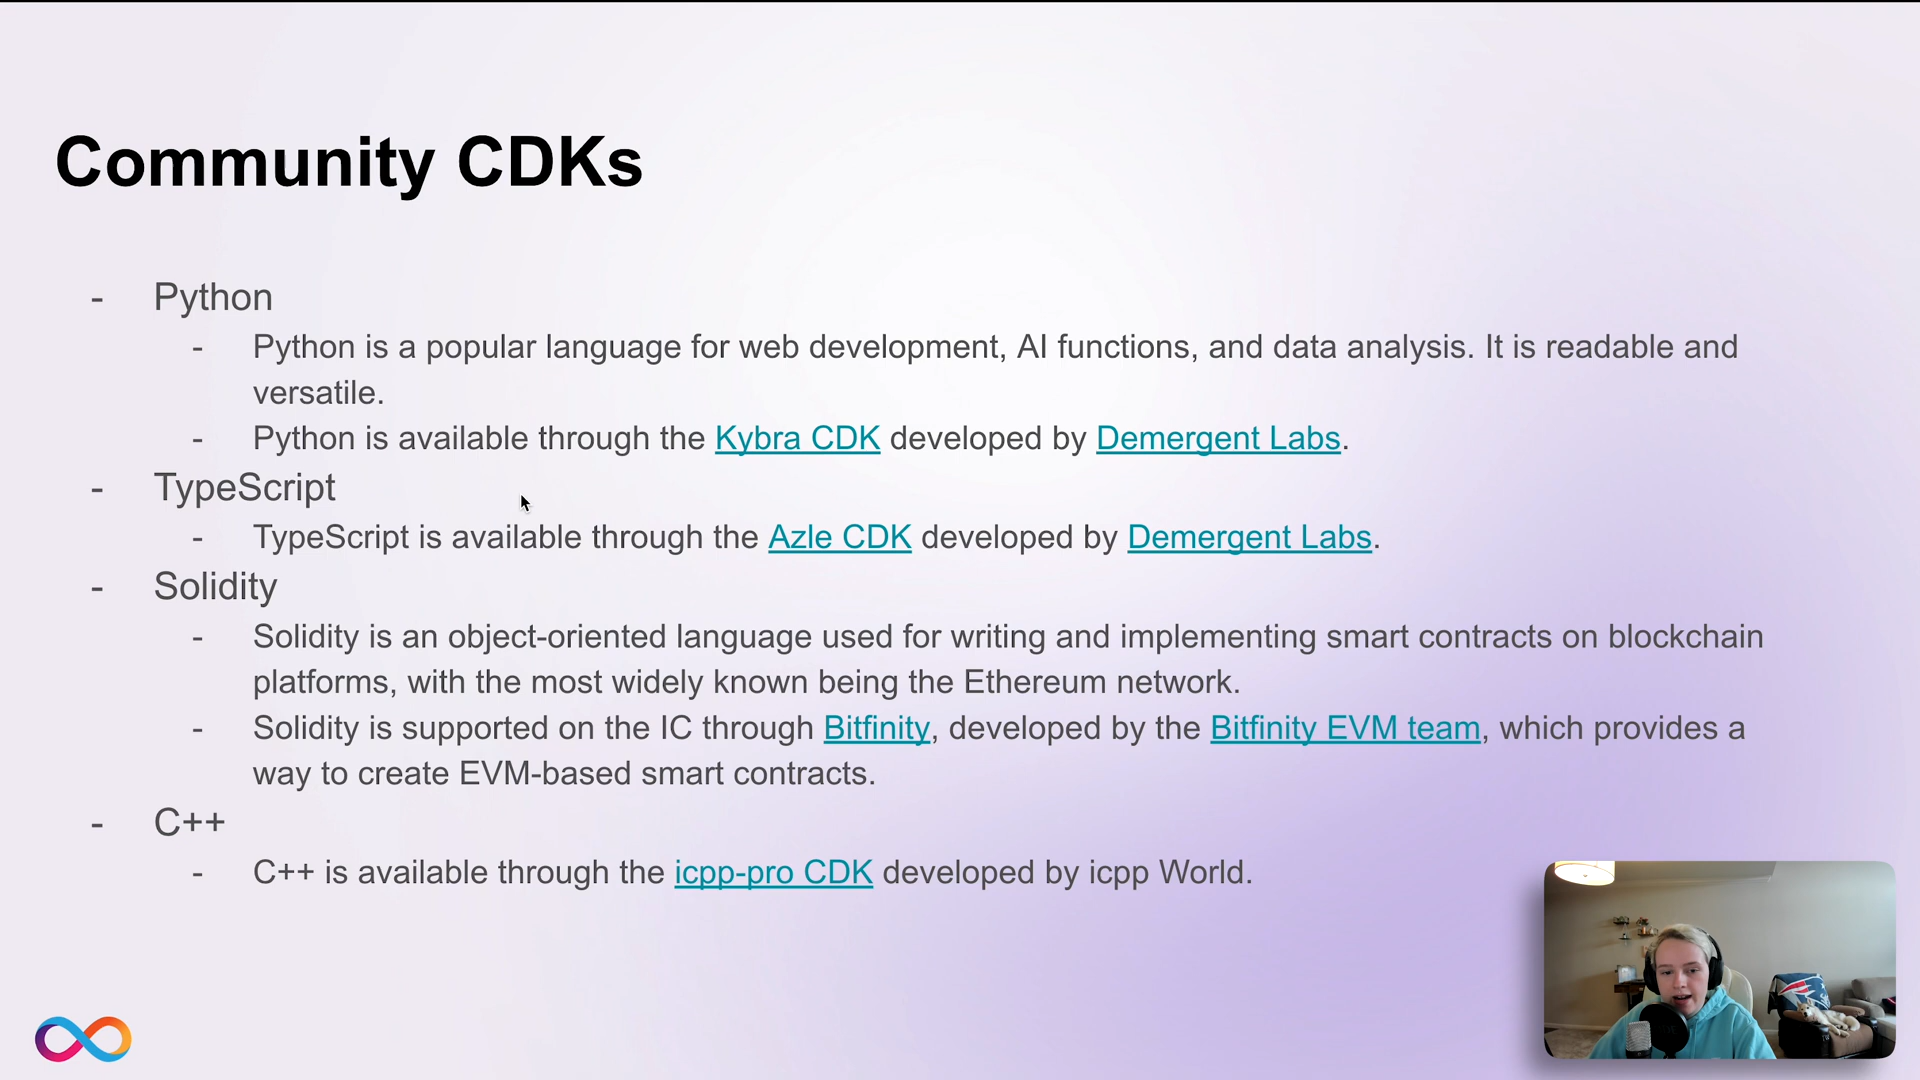 Community CDKs
- Python
- Python is a popular language for web development, AI functions, and data analysis. It is readable and
versatile.
- Python is available through the Kybra CDK developed by Demergent Labs.
- TypeScript
- TypeScript is available through the Azle CDK developed by Demergent Labs.
- Solidity
- Solidity is an object-oriented language used for writing and implementing smart contracts on blockchain
platforms, with the most widely known being the Ethereum network.
- Solidity is supported on the IC through Bitfinity, developed by the Bitfinity EVM team, which provides a
way to create EVM-based smart contracts.
- C++
- C++ is available through the icpp-pro CDK developed by icpp World.